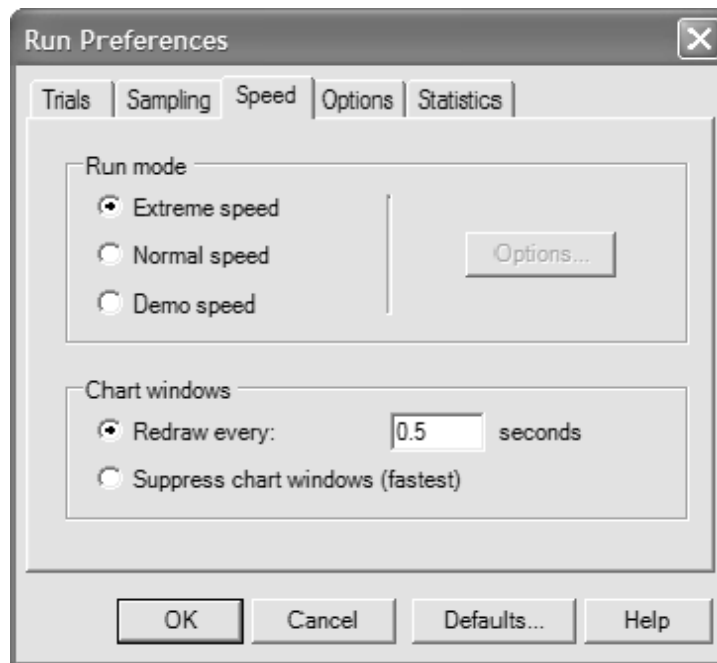 Run Preferences
Trials Sampling Speed Options Statistics
Run mode
Extreme speed
Normal speed Options...
Demo speed
Chart windows
Redraw every: 0.5 seconds
Suppress chart windows (fastest)
OK Cancel Defaults... Help